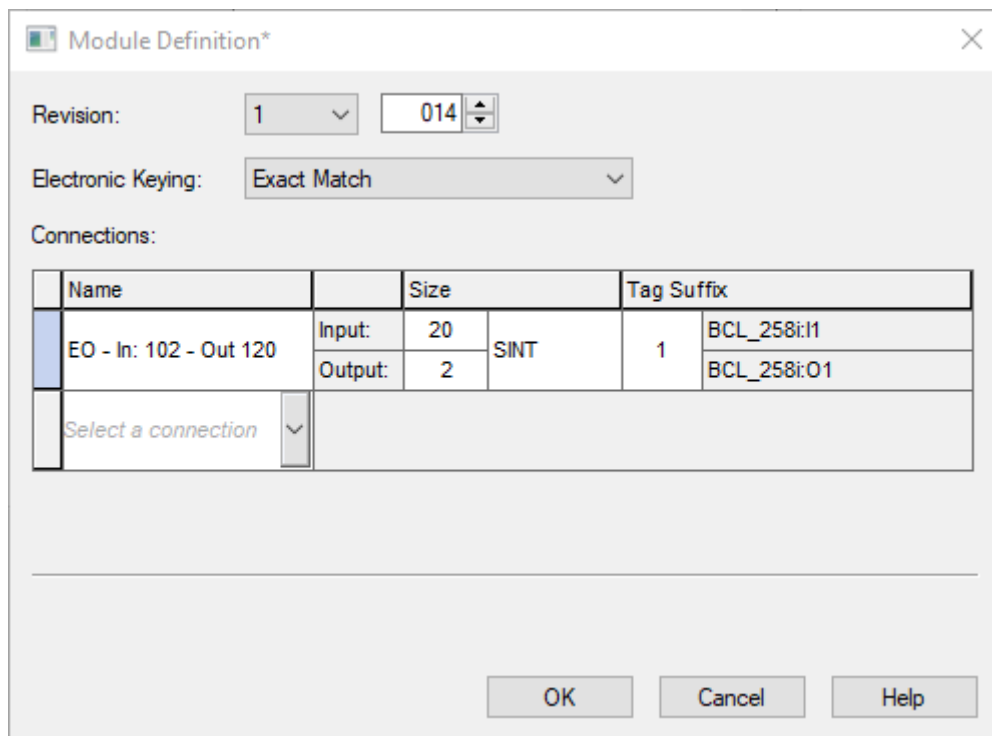 Module Definition*
Revision: 1 014
Electronic Keying: Exact Match
Connections:
Name Size Tag Suffix
EO - In: 102 - Out 120 Input: 20 SINT 1 BCL_258i:I1
Output: 2 BCL_258i:O1
Select a connection
OK Cancel Help